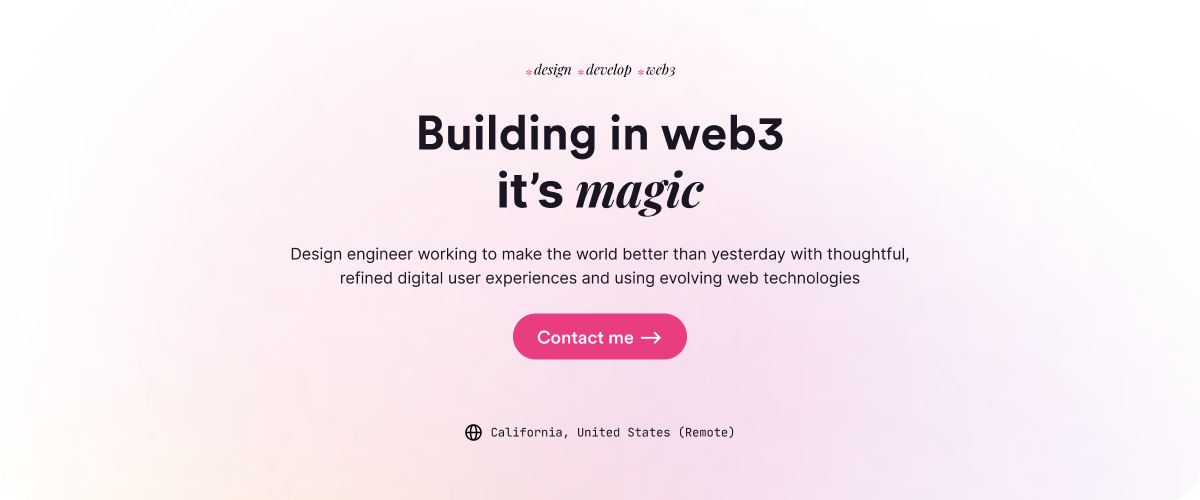 *design *develop *web3
Building in web3
it’s magic
Design engineer working to make the world better than yesterday with thoughtful,
refined digital user experiences and using evolving web technologies
Contact me →
California, United States (Remote)